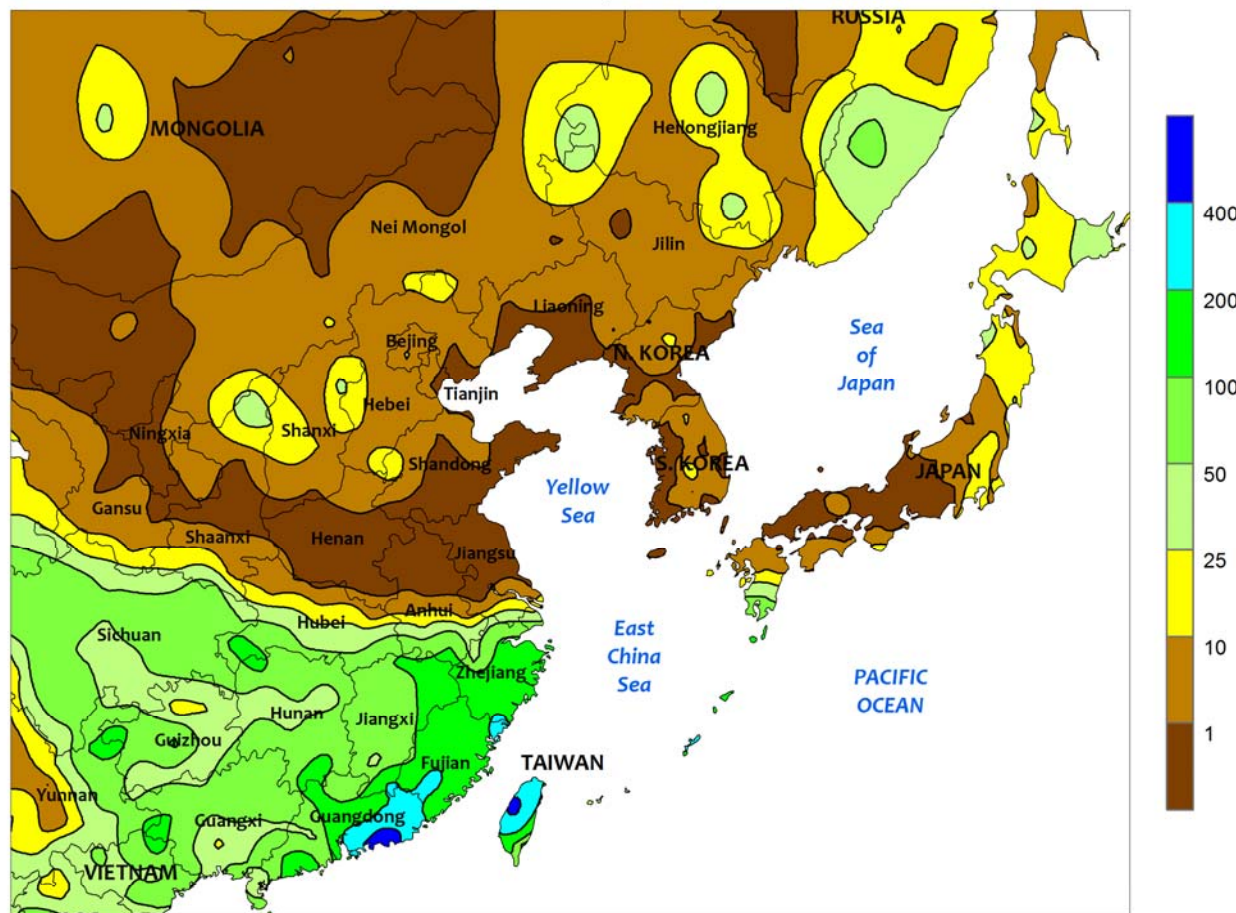 RUSSIA
MONGOLIA
Heilongjiang
Nei Mongol
Jilin
Liaoning
Bejing
N. KOREA
Sea
of
Japan
Tianjin
Hebei
Shanxi
Ningxia
Shandong
S. KOREA
JAPAN
Yellow
Sea
Gansu
Shaanxi
Henan
Jiangsu
Anhui
Hubei
Sichuan
East
China
Sea
Zhejiang
PACIFIC
OCEAN
Hunan
Jiangxi
Guizhou
Fujian
TAIWAN
Yunnan
Guangxi
Guangdong
VIETNAM
400
200
100
50
25
10
1